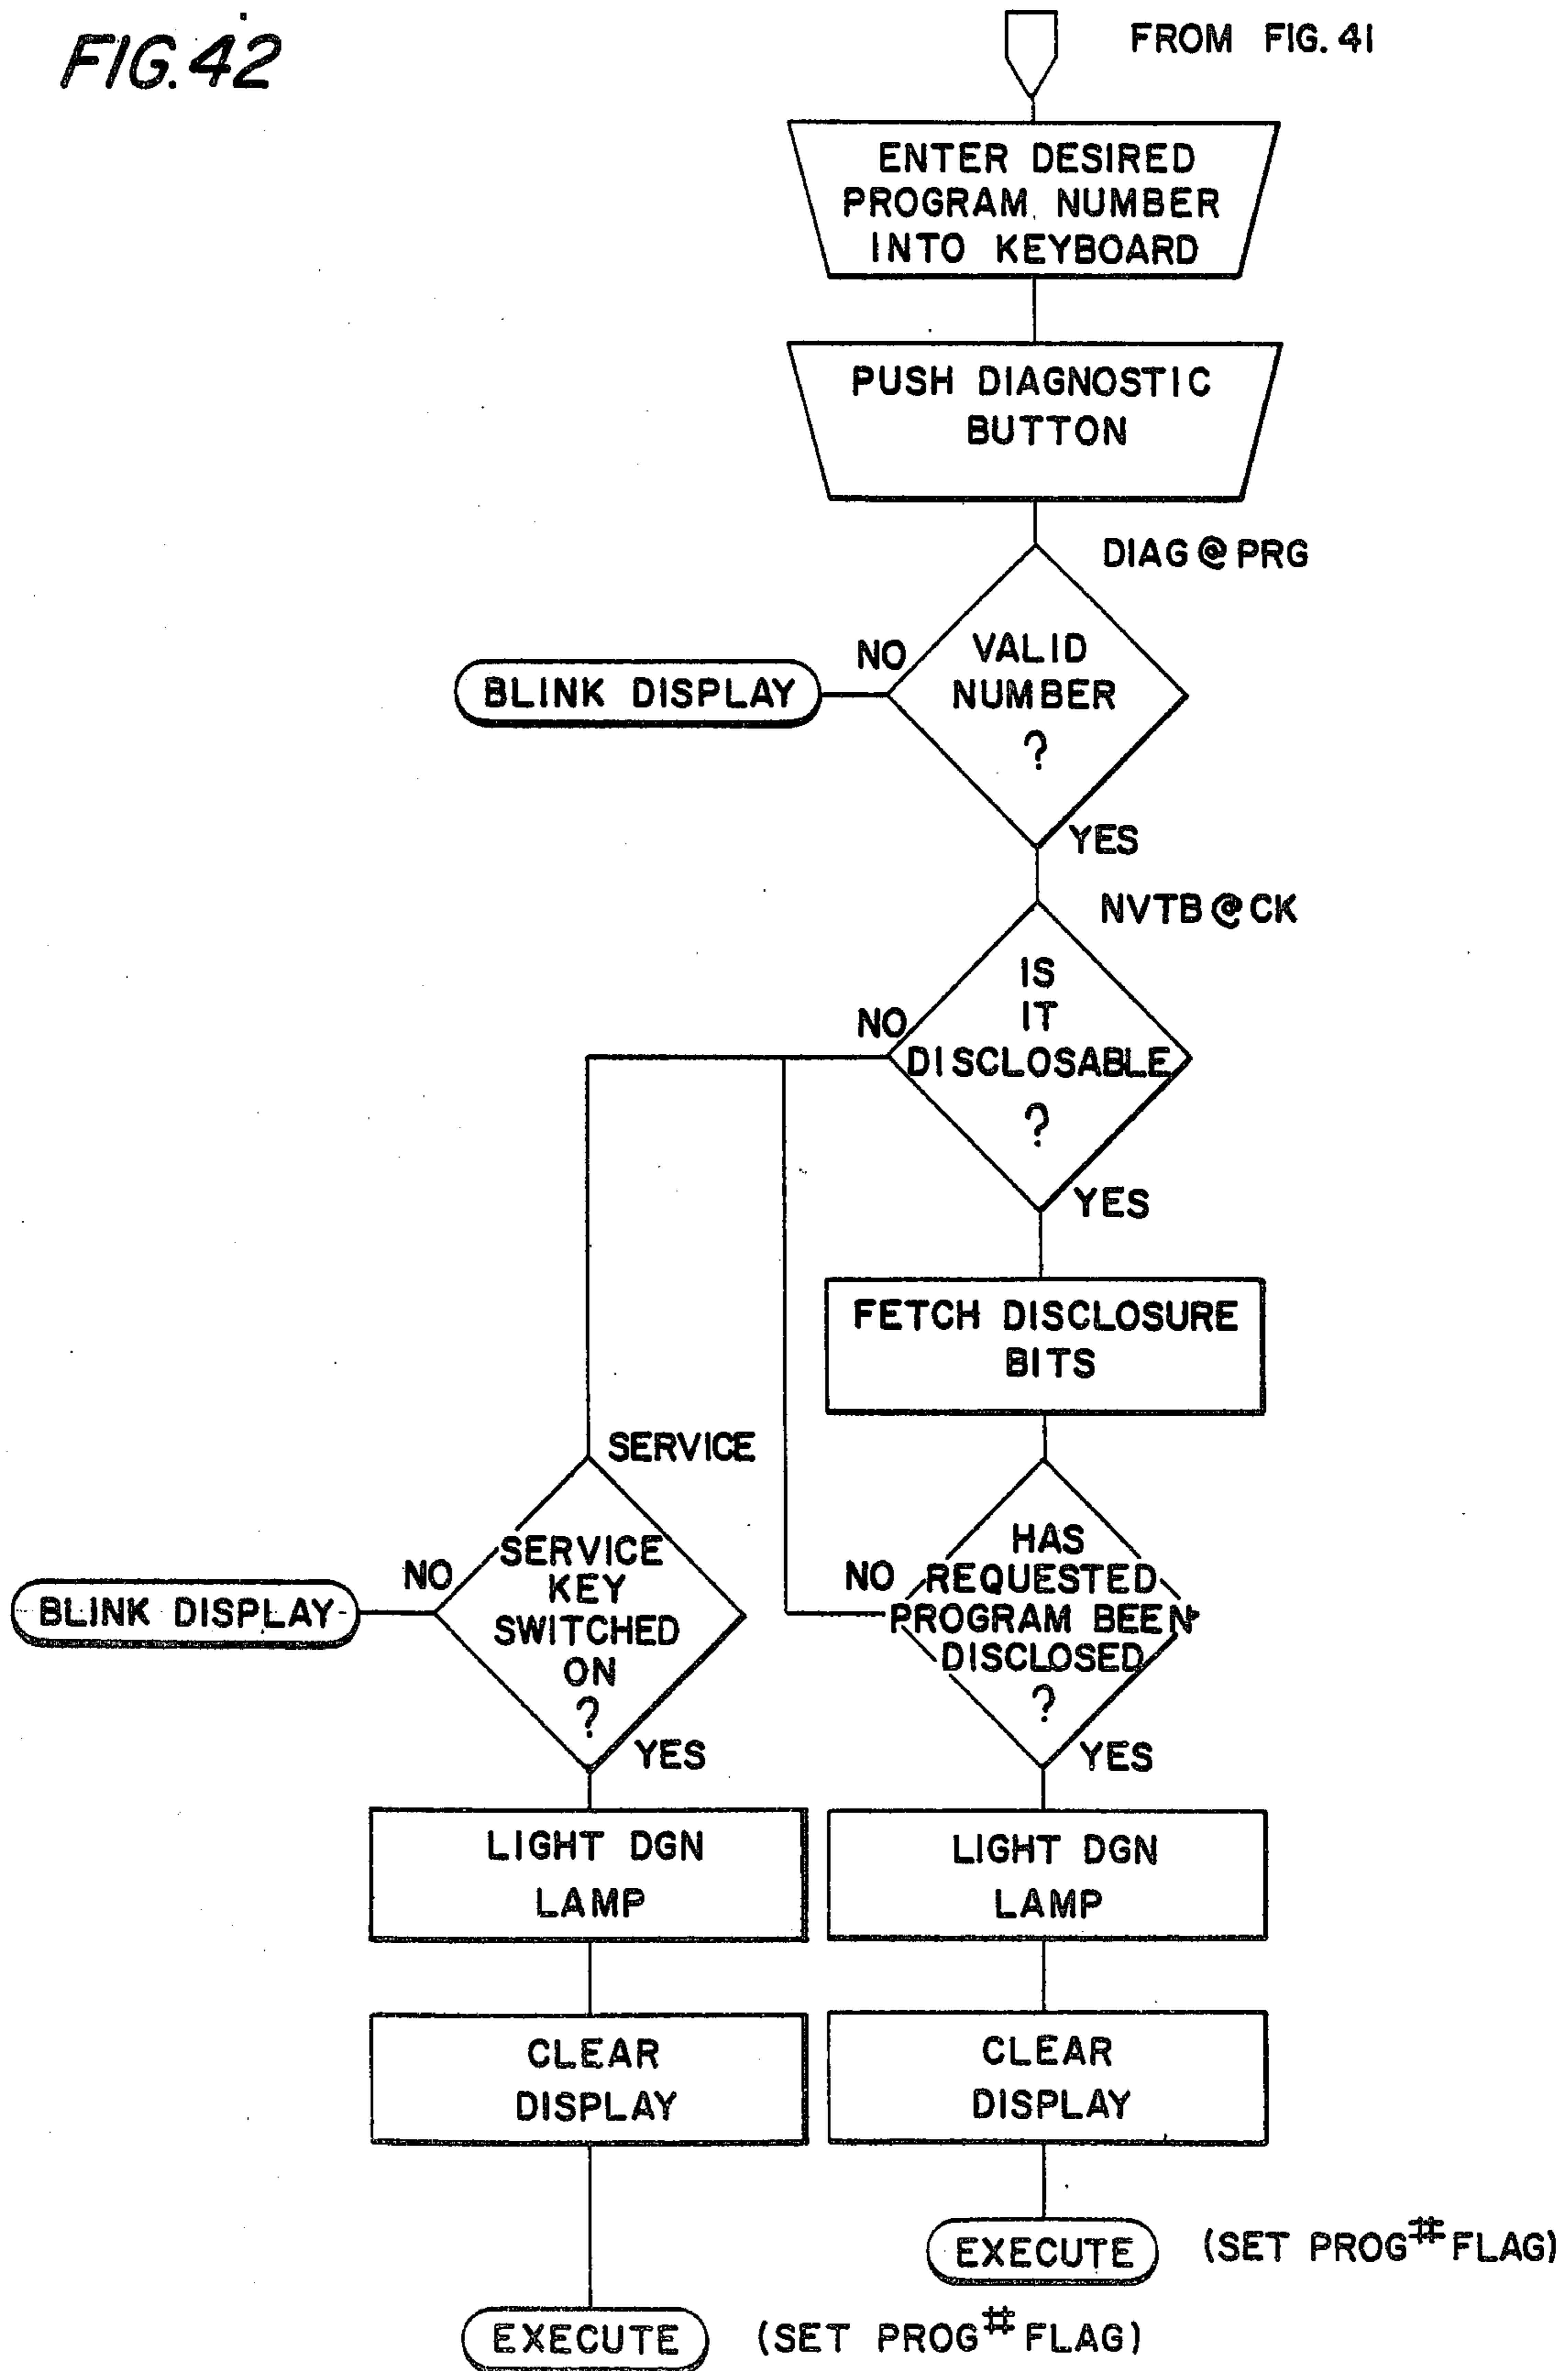 FIG. 42
FROM FIG. 41
ENTER DESIRED
PROGRAM NUMBER
INTO KEYBOARD
PUSH DIAGNOSTIC
BUTTON
DIAG@PRG
NO
VALID
NUMBER
?
BLINK DISPLAY
YES
NVTB@CK
IS
IT
DISCLOSABLE
?
NO
YES
FETCH DISCLOSURE
BITS
SERVICE
SERVICE
KEY
SWITCHED
ON
?
NO
BLINK DISPLAY
YES
HAS
REQUESTED
PROGRAM BEEN
DISCLOSED
?
NO
YES
LIGHT DGN
LAMP
LIGHT DGN
LAMP
CLEAR
DISPLAY
CLEAR
DISPLAY
EXECUTE (SET PROG# FLAG)
EXECUTE (SET PROG# FLAG)